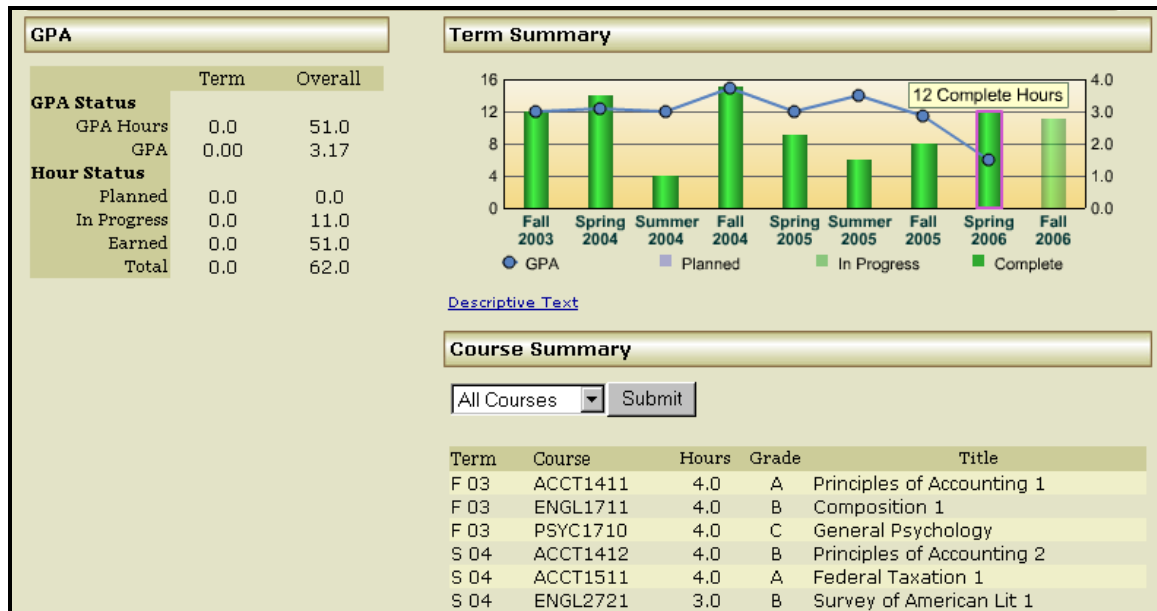 GPA
Term Overall
GPA Status
GPA Hours 0.0 51.0
GPA 0.00 3.17
Hour Status
Planned 0.0 0.0
In Progress 0.0 11.0
Earned 0.0 51.0
Total 0.0 62.0
Term Summary
16 4.0
12 Complete Hours
12 3.0
8 2.0
4 1.0
0 0.0
Fall Spring Summer Fall Spring Summer Fall Spring Fall
2003 2004 2004 2004 2005 2005 2005 2006 2006
GPA Planned In Progress Complete
Descriptive Text
Course Summary
All Courses Submit
Term Course Hours Grade Title
F 03 ACCT1411 4.0 A Principles of Accounting 1
F 03 ENGL1711 4.0 B Composition 1
F 03 PSYC1710 4.0 C General Psychology
S 04 ACCT1412 4.0 B Principles of Accounting 2
S 04 ACCT1511 4.0 A Federal Taxation 1
S 04 ENGL2721 3.0 B Survey of American Lit 1